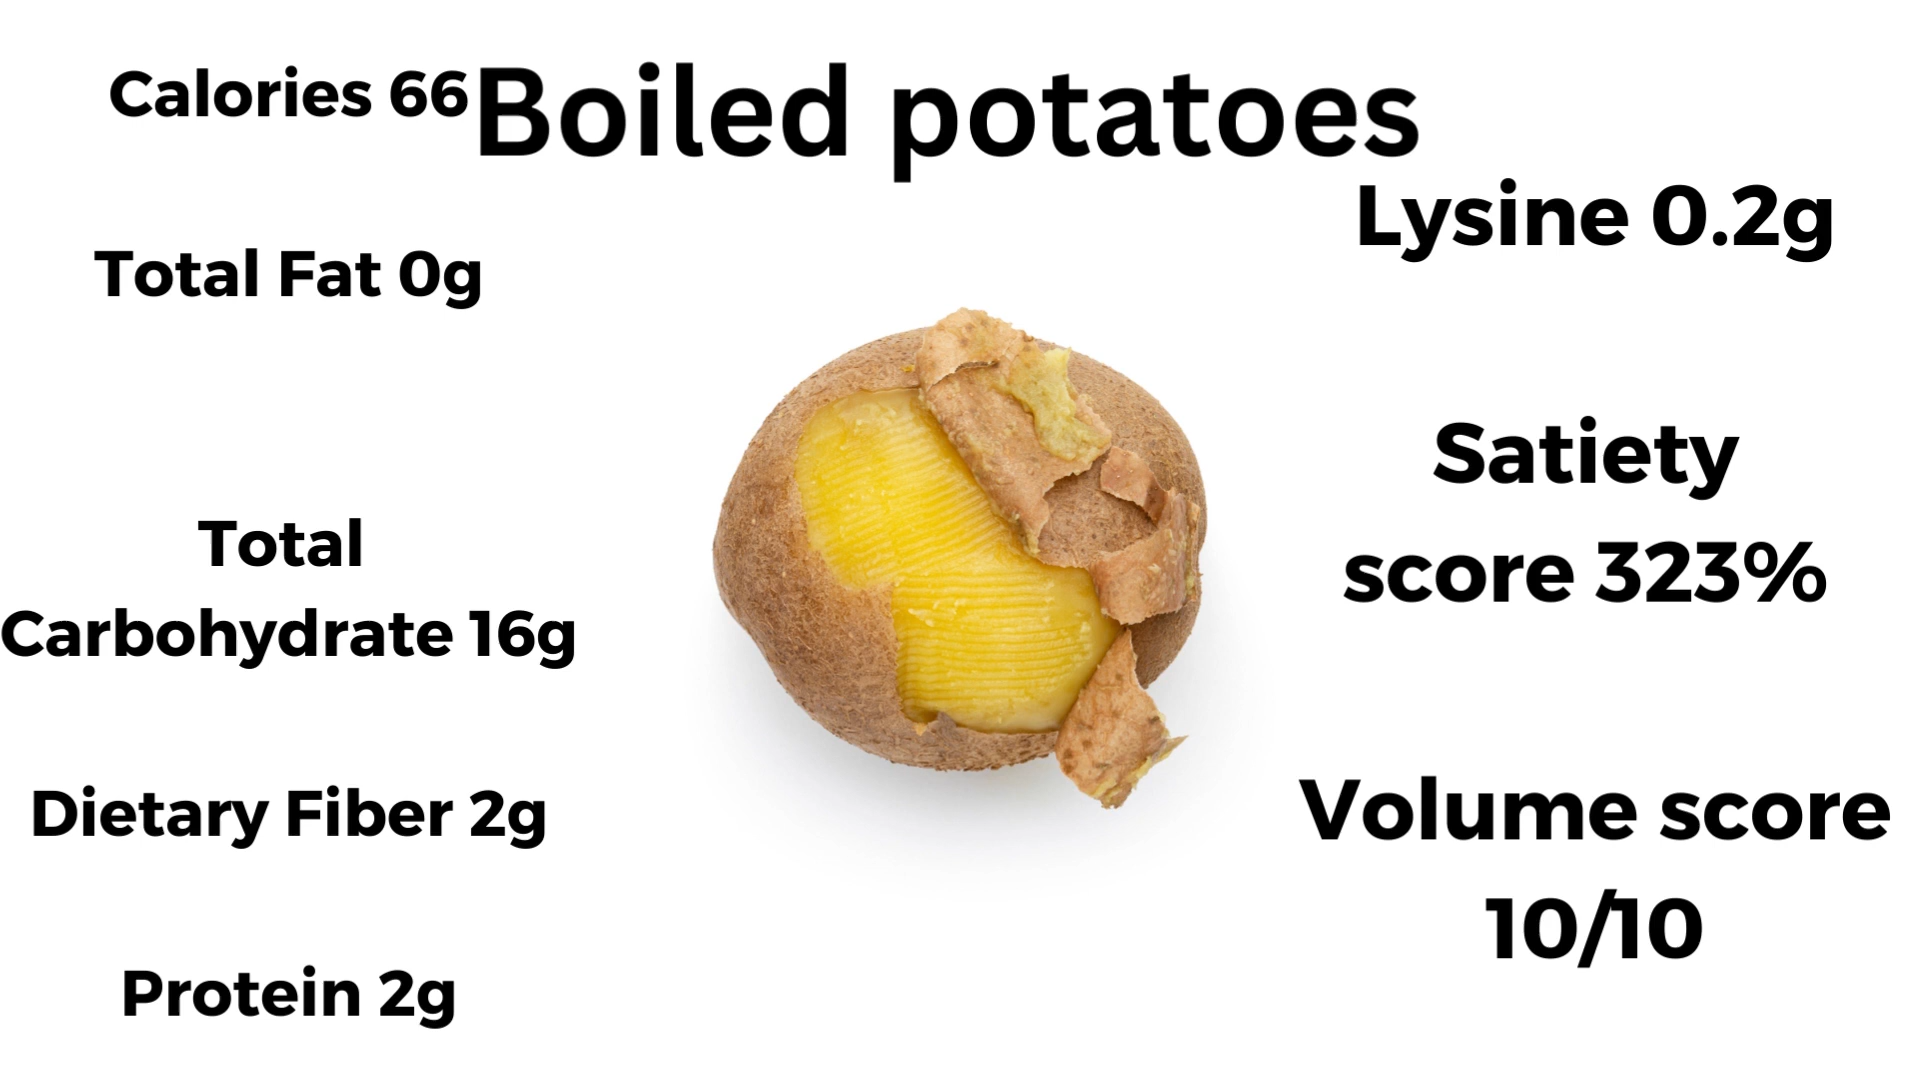 Boiled potatoes
Calories 66
Total Fat 0g
Total
Carbohydrate 16g
Dietary Fiber 2g
Protein 2g
Lysine 0.2g
Satiety
score 323%
Volume score
10/10